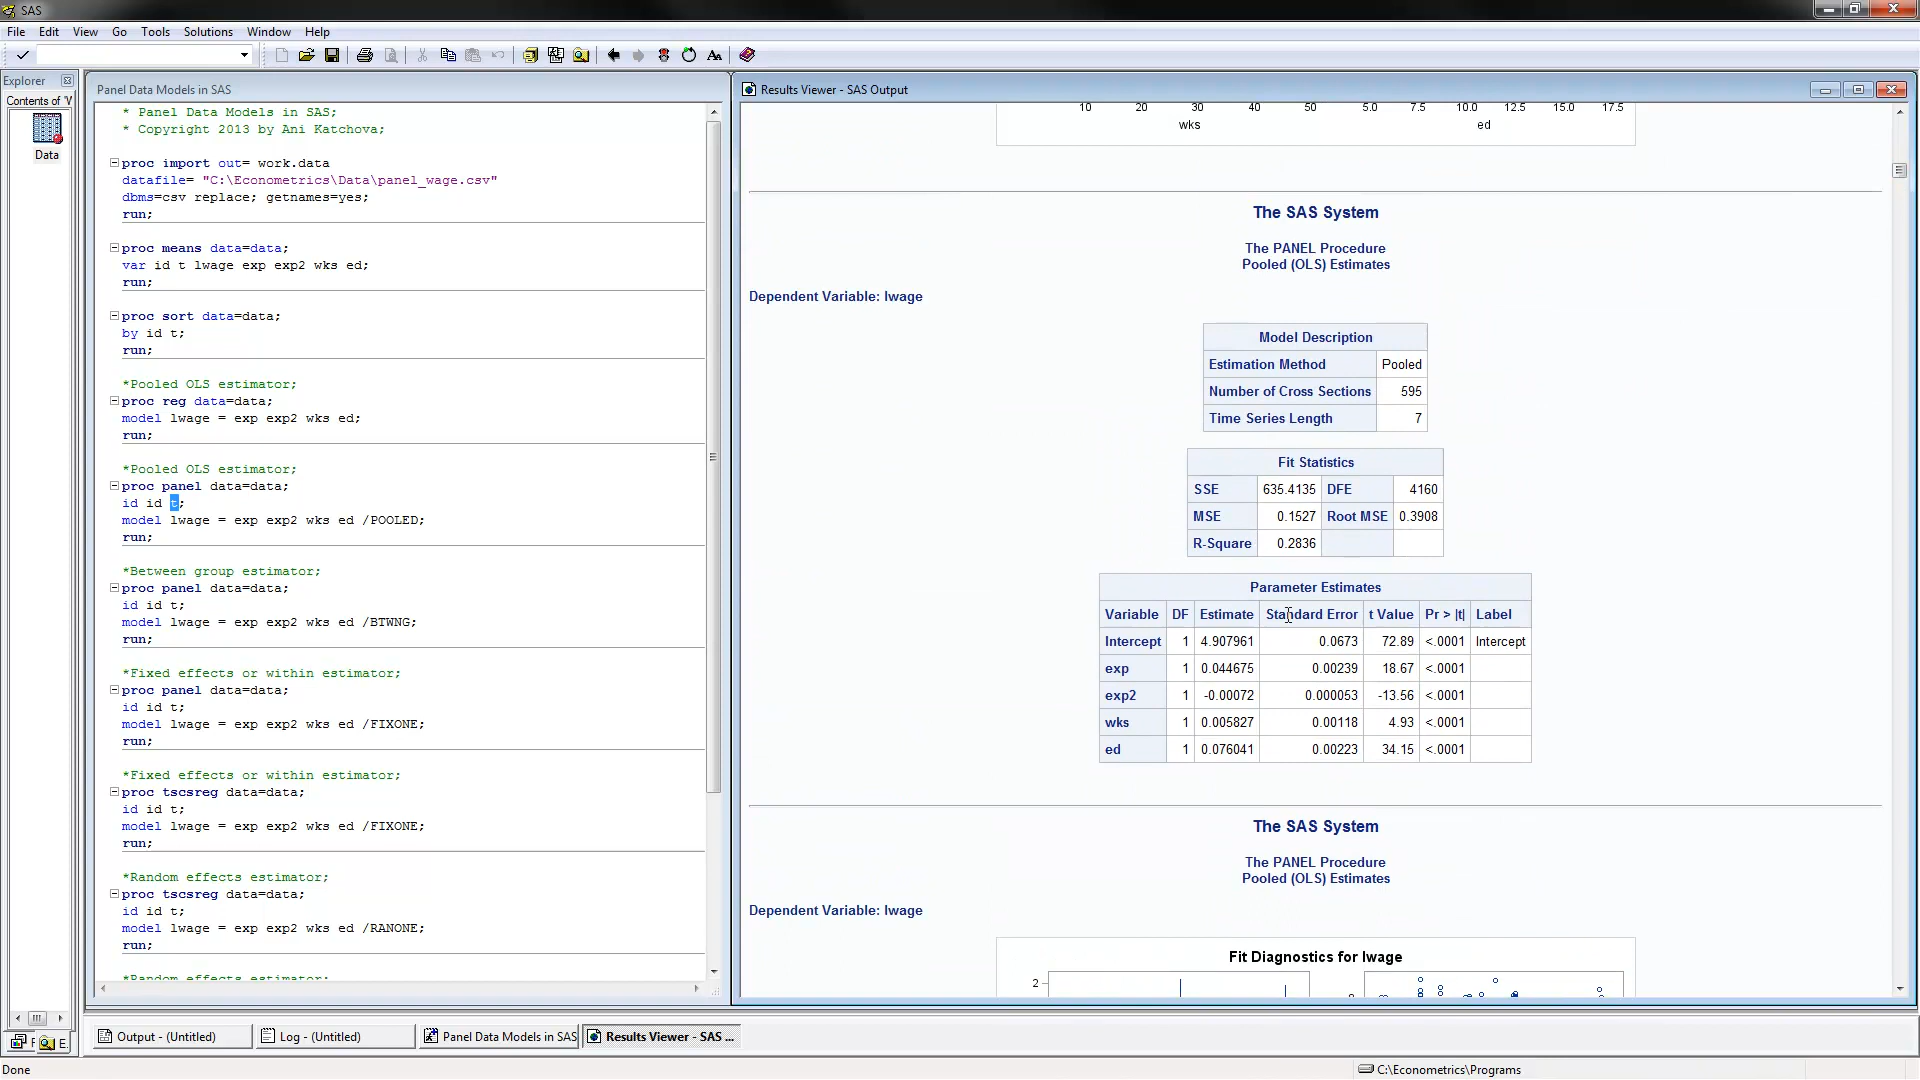 SAS
File Edit View Go Tools Solutions Window Help
Explorer
Contents of 'V
Data
Panel Data Models in SAS
* Panel Data Models in SAS;
* Copyright 2013 by Ani Katchova;
proc import out= work.data
datafile= "C:\Econometrics\Data\panel_wage.csv"
dbms=csv replace; getnames=yes;
run;
proc means data=data;
var id t lwage exp exp2 wks ed;
run;
proc sort data=data;
by id t;
run;
*Pooled OLS estimator;
proc reg data=data;
model lwage = exp exp2 wks ed;
run;
*Pooled OLS estimator;
proc panel data=data;
id id t;
model lwage = exp exp2 wks ed /POOLED;
run;
*Between group estimator;
proc panel data=data;
id id t;
model lwage = exp exp2 wks ed /BTWNG;
run;
*Fixed effects or within estimator;
proc panel data=data;
id id t;
model lwage = exp exp2 wks ed /FIXONE;
run;
*Fixed effects or within estimator;
proc tscsreg data=data;
id id t;
model lwage = exp exp2 wks ed /FIXONE;
run;
*Random effects estimator;
proc tscsreg data=data;
id id t;
model lwage = exp exp2 wks ed /RANONE;
run;
*Random effects estimator;
Results Viewer - SAS Output
10 20 30 40 50 5.0 7.5 10.0 12.5 15.0 17.5
wks ed
The SAS System
The PANEL Procedure
Pooled (OLS) Estimates
Dependent Variable: lwage
Model Description
Estimation Method Pooled
Number of Cross Sections 595
Time Series Length 7
Fit Statistics
SSE 635.4135 DFE 4160
MSE 0.1527 Root MSE 0.3908
R-Square 0.2836
Parameter Estimates
Variable DF Estimate Standard Error t Value Pr > |t| Label
Intercept 1 4.907961 0.0673 72.89 <.0001 Intercept
exp 1 0.044675 0.00239 18.67 <.0001
exp2 1 -0.00072 0.000053 -13.56 <.0001
wks 1 0.005827 0.00118 4.93 <.0001
ed 1 0.076041 0.00223 34.15 <.0001
The SAS System
The PANEL Procedure
Pooled (OLS) Estimates
Dependent Variable: lwage
Fit Diagnostics for lwage
2
E.
Output - (Untitled) Log - (Untitled) Panel Data Models in SAS Results Viewer - SAS ...
Done C:\Econometrics\Programs